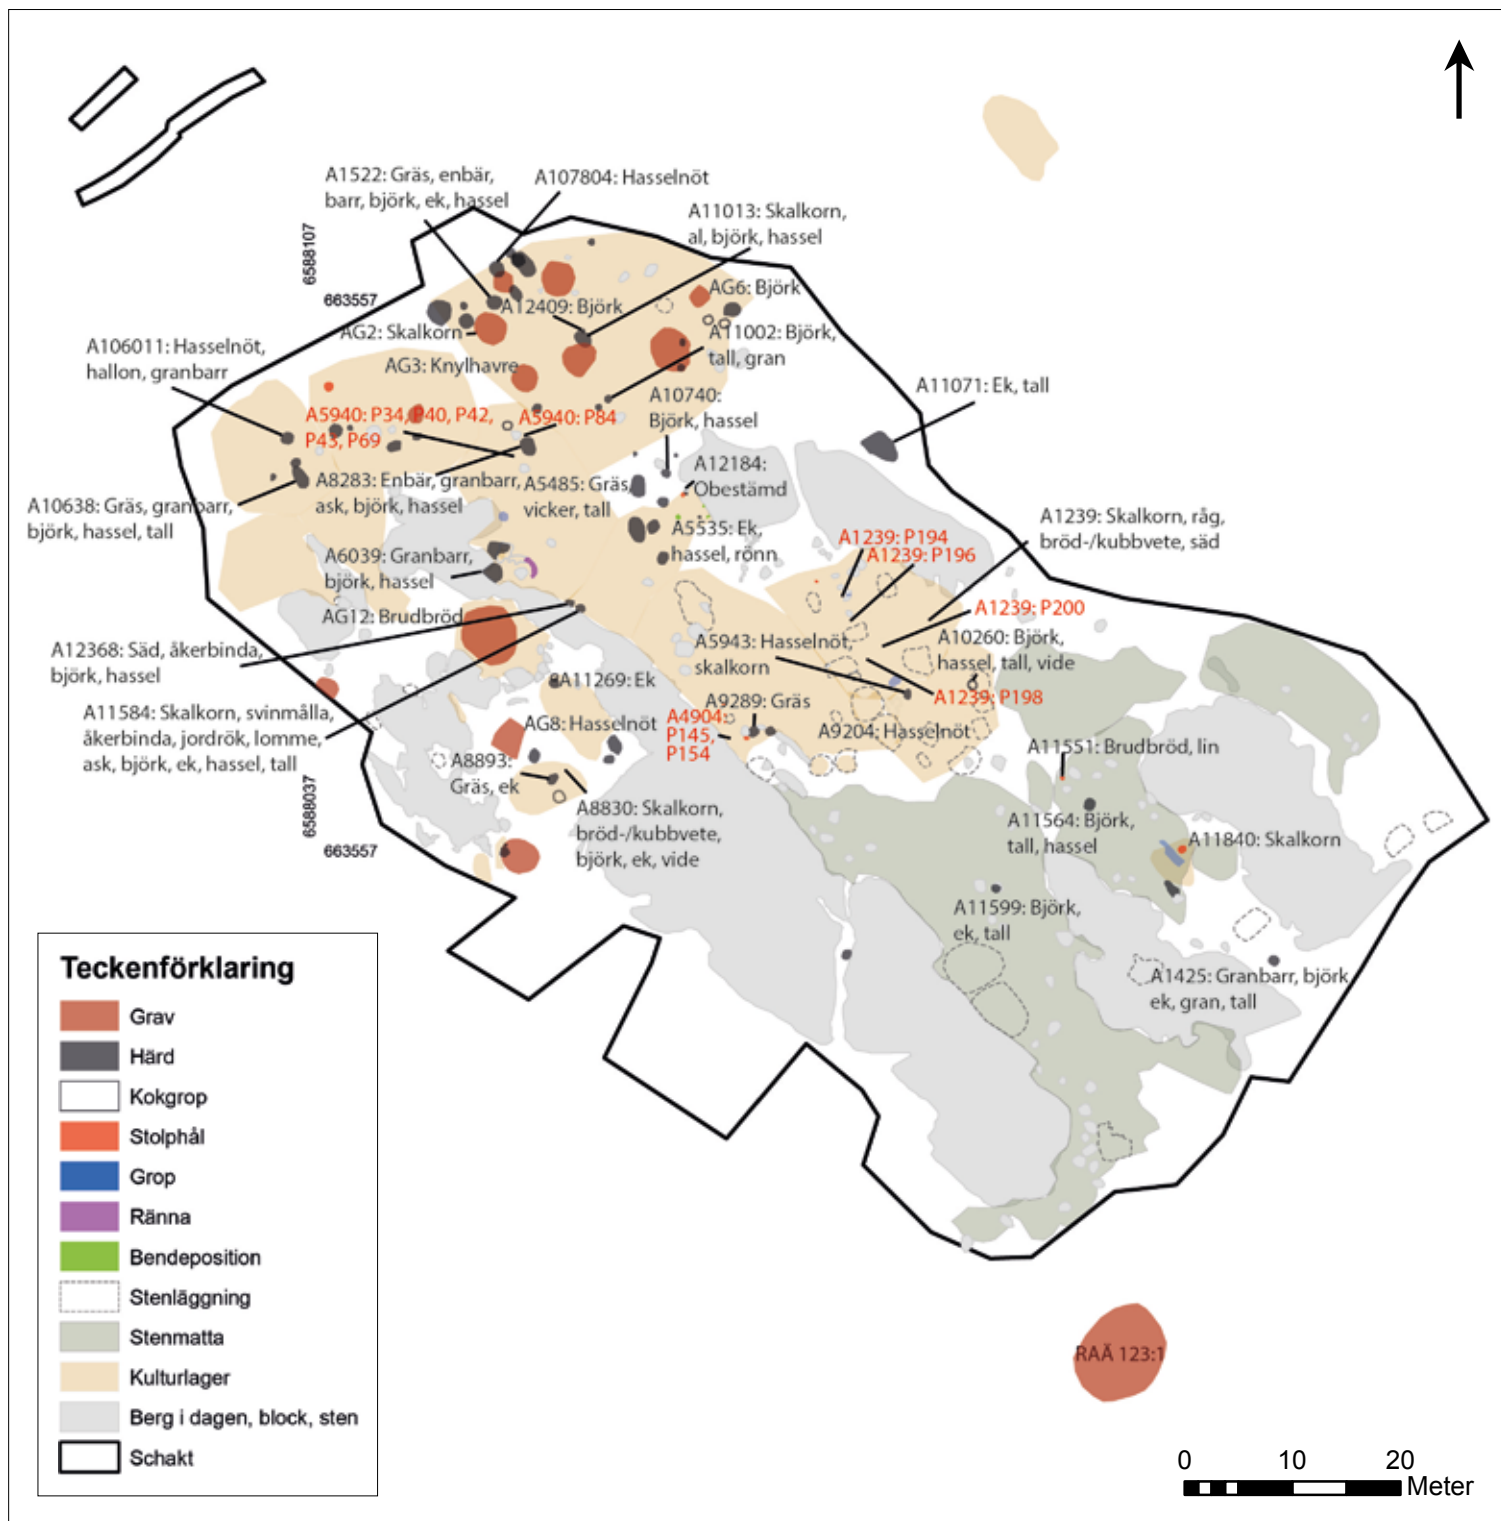 A1522: Gräs, enbär,
barr, björk, ek, hassel
A107804: Hasselnöt
A11013: Skalkorn,
al, björk, hassel
6588107
663557
A12409: Björk
AG6: Björk
AG2: Skalkorn
A11002: Björk,
tall, gran
A106011: Hasselnöt,
hallon, granbarr
AG3: Knylhavre
A11071: Ek, tall
A10740:
Björk, hassel
A5940: P34, P40, P42,
P43, P69
A5940: P84
A12184:
Obestämd
A8283: Enbär, granbarr,
ask, björk, hassel
A5485: Gräs,
vicker, tall
A10638: Gräs, granbarr,
björk, hassel, tall
A5535: Ek,
hassel, rönn
A1239: Skalkorn, råg,
bröd-/kubbvete, säd
A1239: P194
A1239: P196
A6039: Granbarr,
björk, hassel
A1239: P200
AG12: Brudbröd
A5943: Hasselnöt,
skalkorn
A10260: Björk,
hassel, tall, vide
A12368: Säd, åkerbinda,
björk, hassel
A11269: Ek
A1239: P198
A9289: Gräs
A11584: Skalkorn, svinmålla,
åkerbinda, jordrök, lomme,
ask, björk, ek, hassel, tall
AG8: Hasselnöt
A4904:
P145,
P154
A9204: Hasselnöt
A11551: Brudbröd, lin
A8893:
Gräs, ek
6588037
663557
A8830: Skalkorn,
bröd-/kubbvete,
björk, ek, vide
A11564: Björk,
tall, hassel
A11840: Skalkorn
A11599: Björk,
ek, tall
A1425: Granbarr, björk
ek, gran, tall
Teckenförklaring
Grav
Härd
Kokgrop
Stolphål
Grop
Ränna
Bendeposition
Stenläggning
Stenmatta
Kulturlager
Berg i dagen, block, sten
Schakt
RAÄ 123:1
0 10 20
Meter